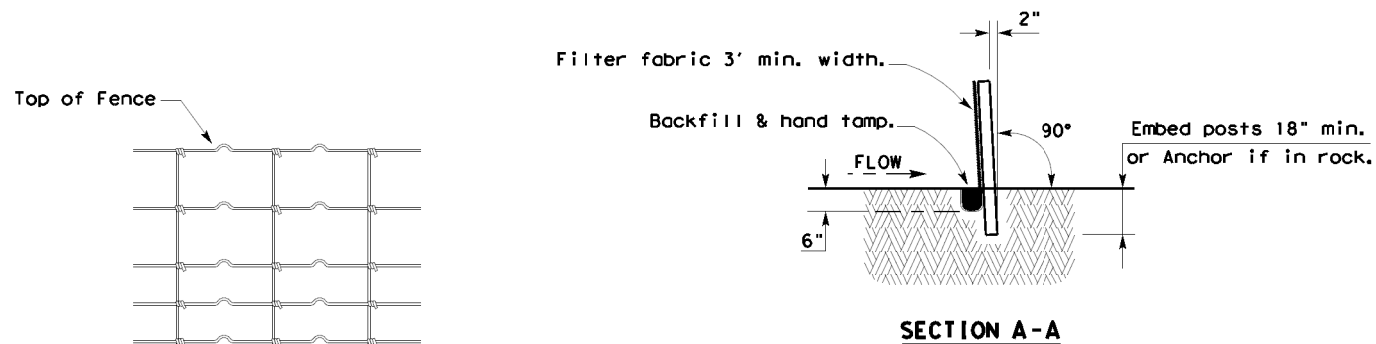 Top of Fence
2"
Filter fabric 3' min. width.
Backfill & hand tamp.
90°
Embed posts 18" min.
or Anchor if in rock.
FLOW
6"
SECTION A-A